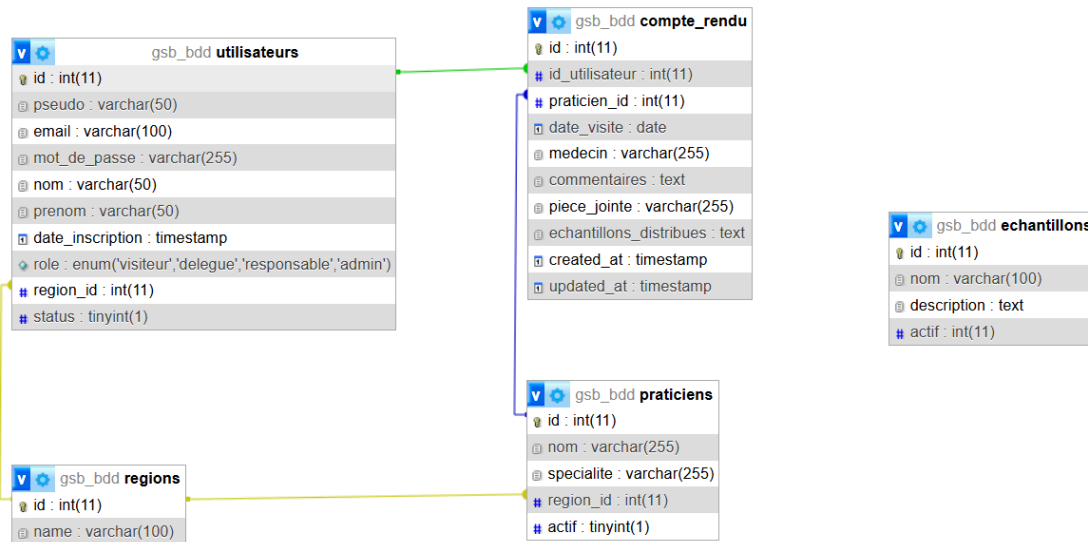 gsb_bdd utilisateurs
id : int(11)
pseudo : varchar(50)
email : varchar(100)
mot_de_passe : varchar(255)
nom : varchar(50)
prenom : varchar(50)
date_inscription : timestamp
role : enum('visiteur','delegue','responsable','admin')
# region_id : int(11)
# status : tinyint(1)
gsb_bdd compte_rendu
id : int(11)
# id_utilisateur : int(11)
# praticien_id : int(11)
date_visite : date
medecin : varchar(255)
commentaires : text
piece_jointe : varchar(255)
echantillons_distribues : text
created_at : timestamp
updated_at : timestamp
gsb_bdd echantillons
id : int(11)
nom : varchar(100)
description : text
# actif : int(11)
gsb_bdd praticiens
id : int(11)
nom : varchar(255)
specialite : varchar(255)
# region_id : int(11)
# actif : tinyint(1)
gsb_bdd regions
id : int(11)
name : varchar(100)